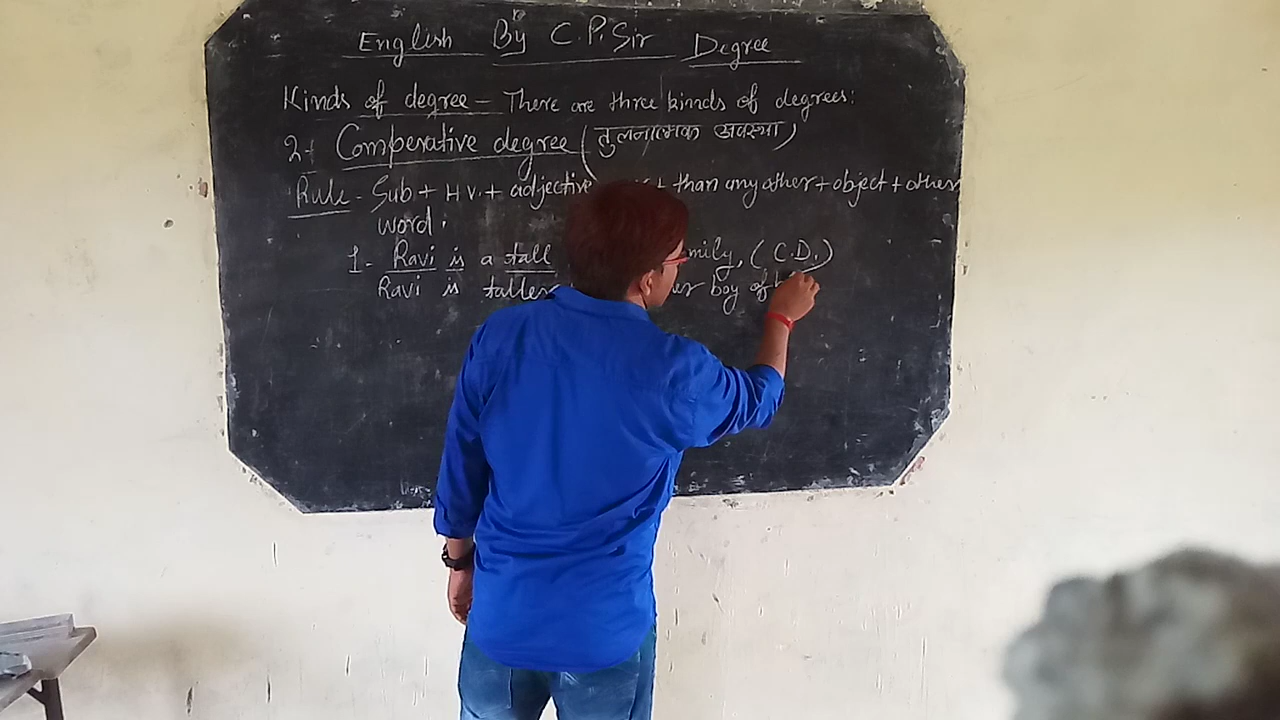 English By C.P. Sir Degree
Kinds of degree - There are three kinds of degrees:
2+ Comperative degree (तुलनात्मक अवस्था)
Rule - Sub + H.V. + adjective + than any other + object + other
word.
1- Ravi is a tall mily, (C.D.)
Ravi is taller er boy of